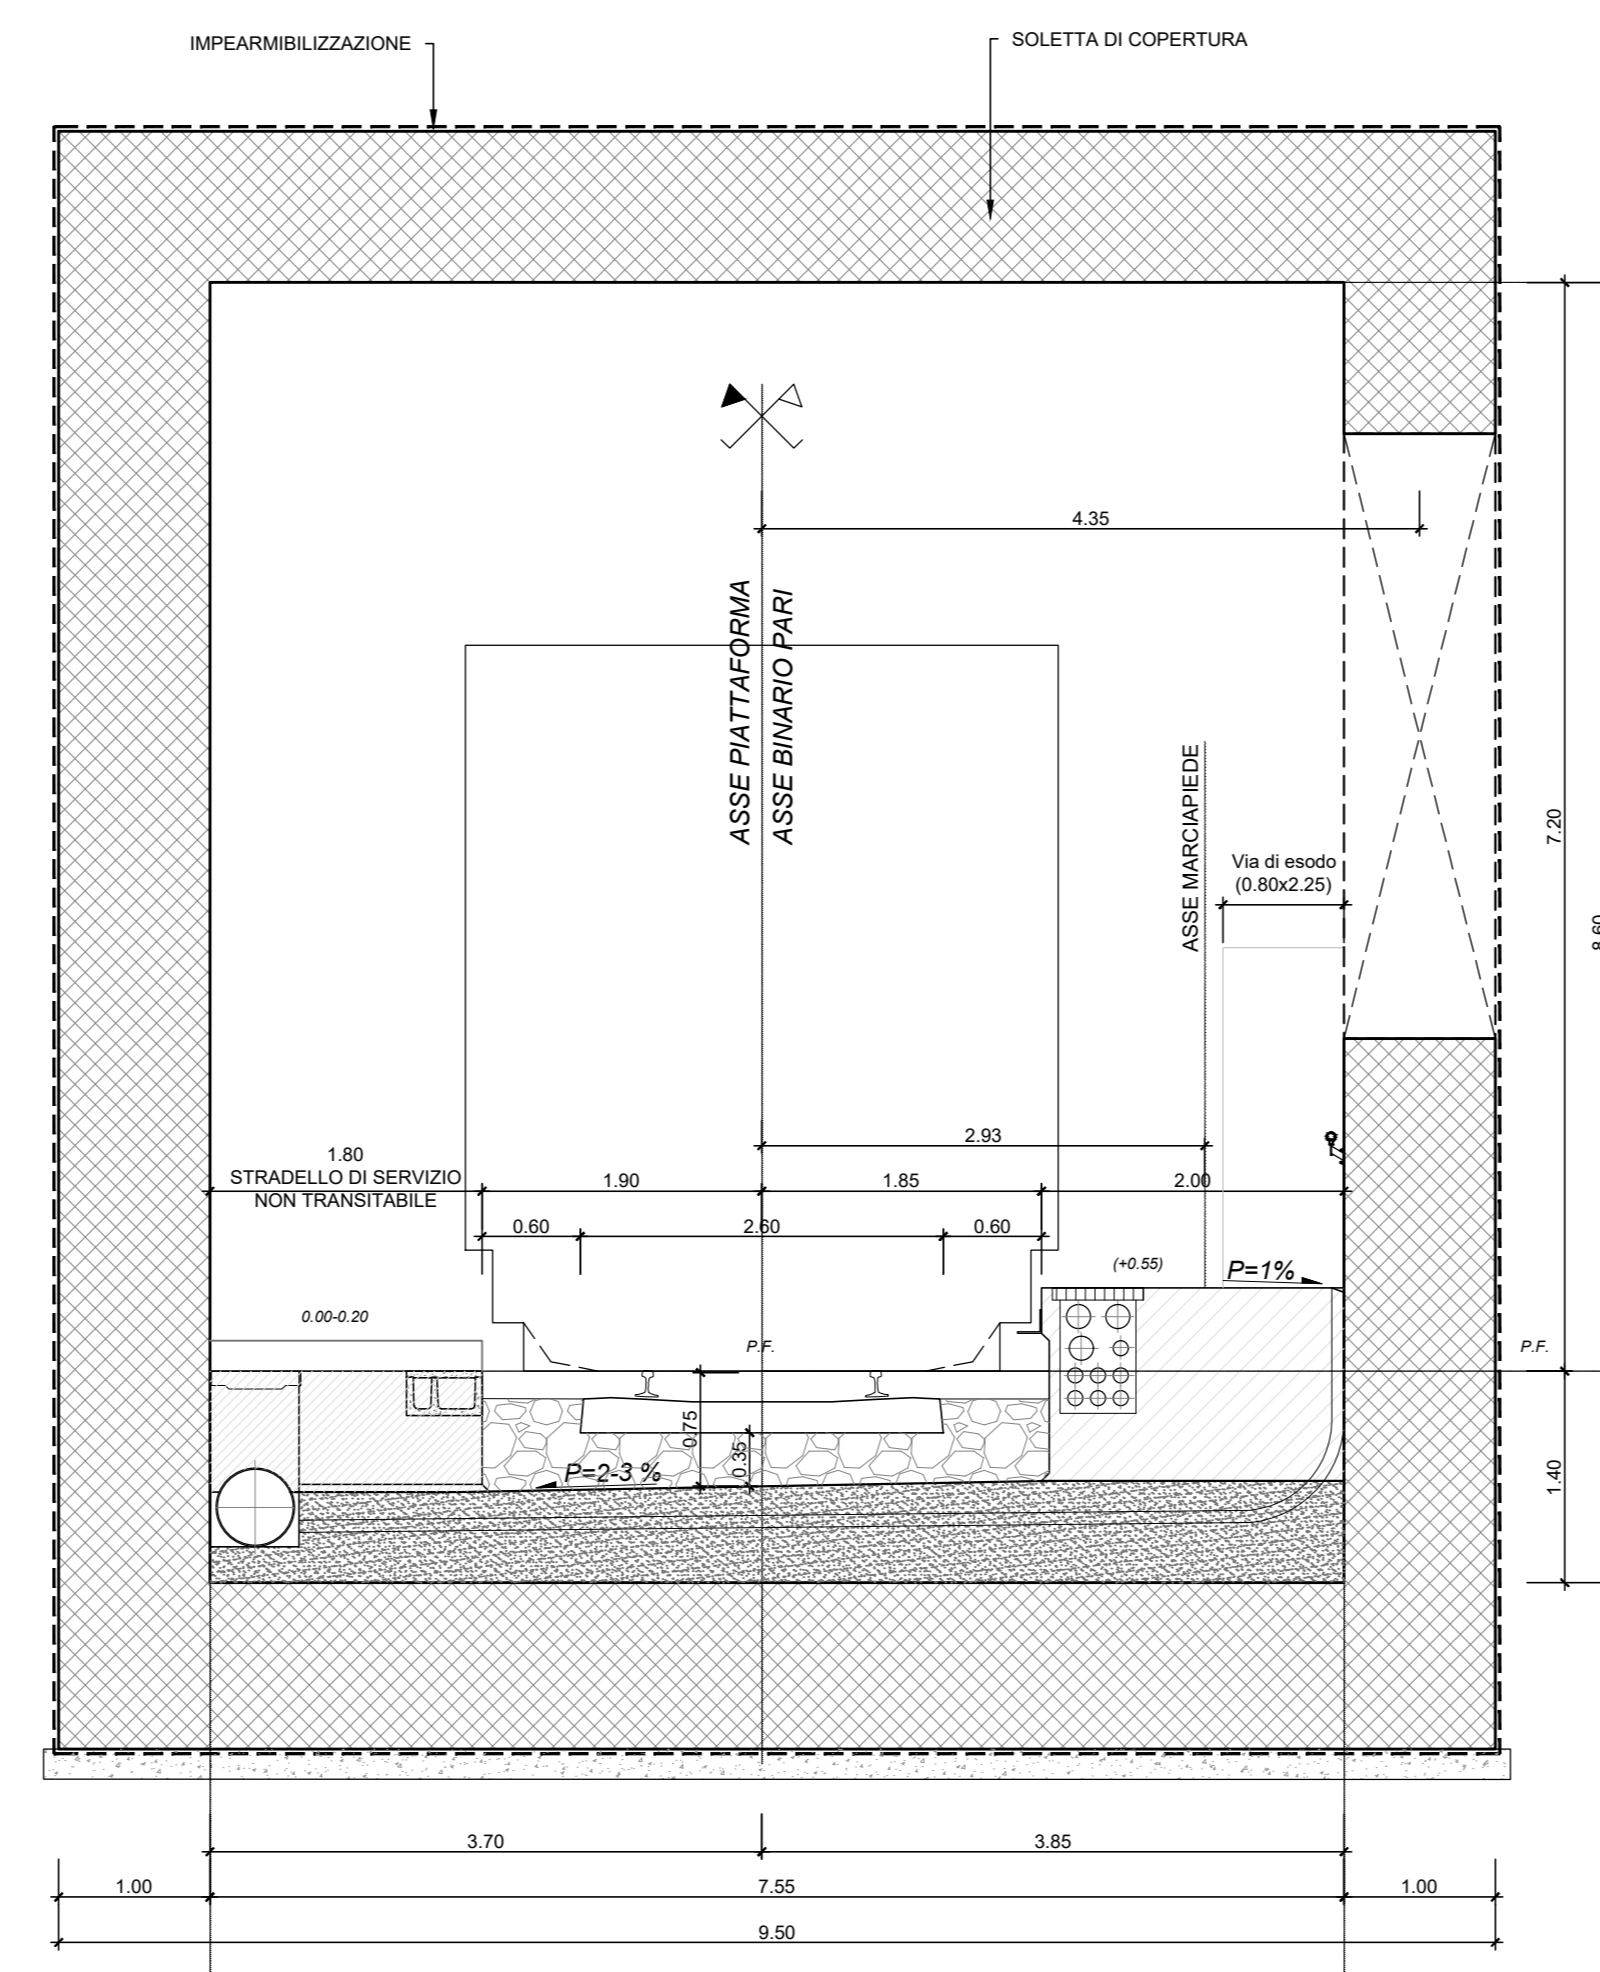 IMPEARMIBILIZZAZIONE
SOLETTA DI COPERTURA
4.35
ASSE PIATTAFORMA
ASSE BINARIO PARI
ASSE MARCIAPIEDE
Via di esodo
(0.80x2.25)
7.20
8.60
2.93
1.80
STRADELLO DI SERVIZIO
NON TRANSITABILE
1.90
1.85
2.00
0.60
2.60
0.60
(+0.55)
P=1%
0.00-0.20
P.F.
P.F.
0.75
0.35
P=2-3 %
1.40
3.70
3.85
1.00
7.55
1.00
9.50